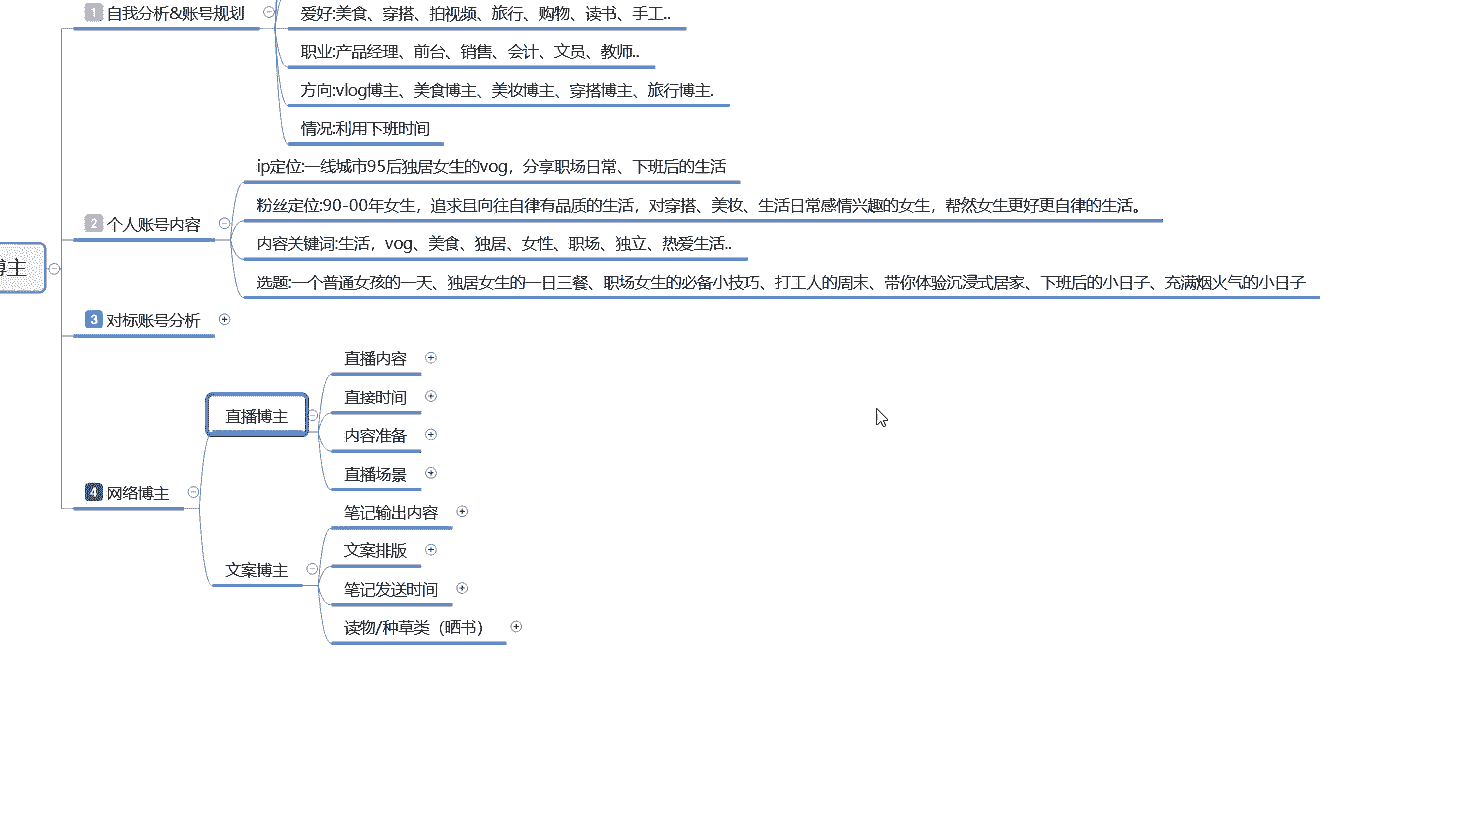 1 自我分析&账号规划
爱好:美食、穿搭、拍视频、旅行、购物、读书、手工..
职业:产品经理、前台、销售、会计、文员、教师..
方向:vlog博主、美食博主、美妆博主、穿搭博主、旅行博主.
情况:利用下班时间
2 个人账号内容
ip定位:一线城市95后独居女生的vog，分享职场日常、下班后的生活
粉丝定位:90-00年女生，追求且向往自律有品质的生活，对穿搭、美妆、生活日常感情兴趣的女生，帮然女生更好更自律的生活。
内容关键词:生活，vog、美食、独居、女性、职场、独立、热爱生活..
选题:一个普通女孩的一天、独居女生的一日三餐、职场女生的必备小技巧、打工人的周末、带你体验沉浸式居家、下班后的小日子、充满烟火气的小日子
博主
3 对标账号分析
4 网络博主
直播博主
直播内容
直接时间
内容准备
直播场景
文案博主
笔记输出内容
文案排版
笔记发送时间
读物/种草类（晒书）